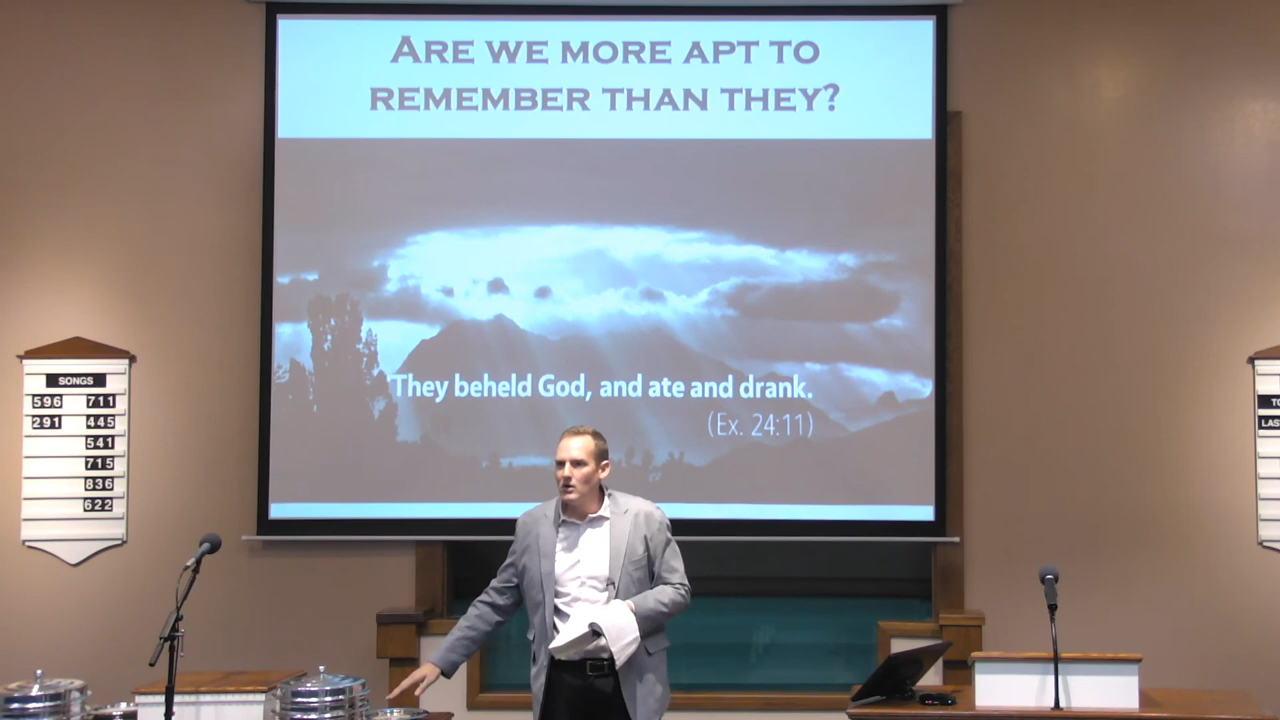 ARE WE MORE APT TO
REMEMBER THAN THEY?
They beheld God, and ate and drank.
(Ex. 24:11)
SONGS
596 711
291 445
541
715
836
622